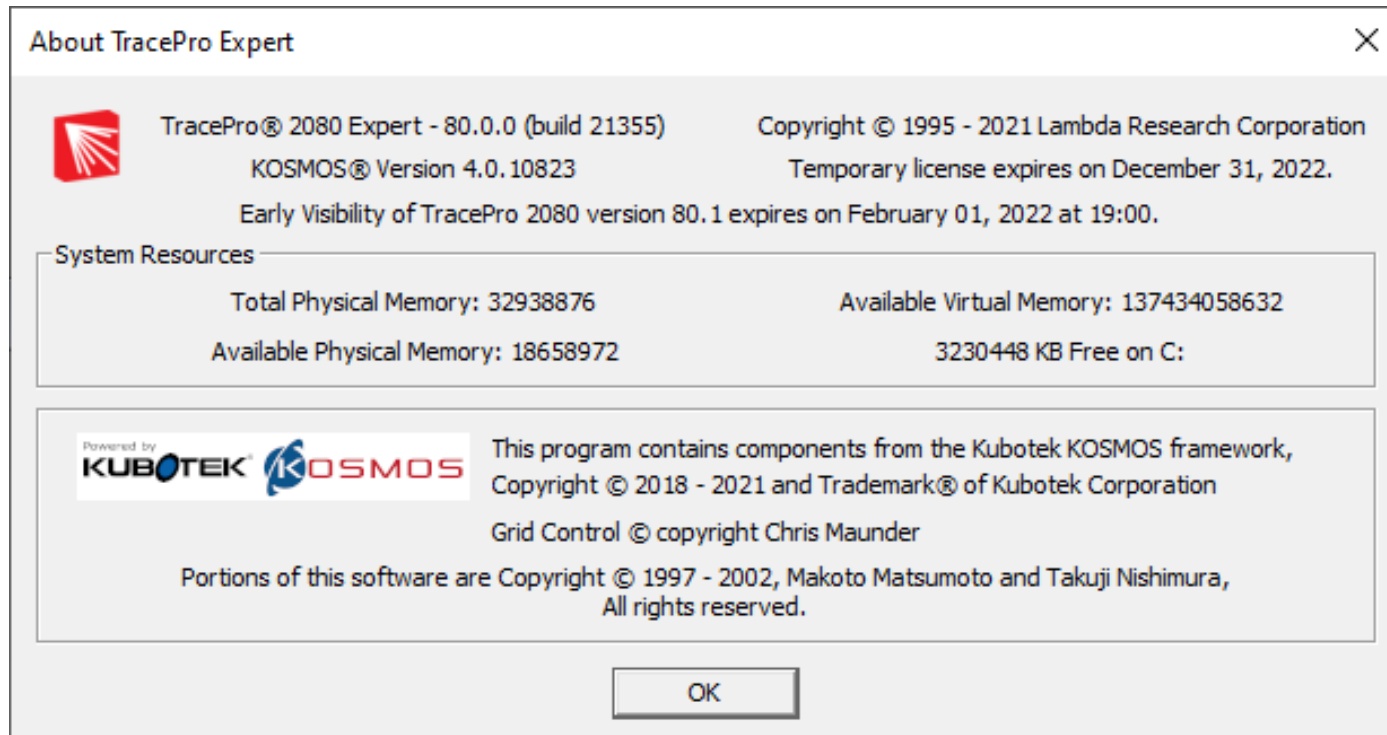 About TracePro Expert
TracePro® 2080 Expert - 80.0.0 (build 21355)
Copyright © 1995 - 2021 Lambda Research Corporation
KOSMOS® Version 4.0.10823
Temporary license expires on December 31, 2022.
Early Visibility of TracePro 2080 version 80.1 expires on February 01, 2022 at 19:00.
System Resources
Total Physical Memory: 32938876
Available Virtual Memory: 137434058632
Available Physical Memory: 18658972
3230448 KB Free on C:
Powered by
KUBOTEK® KOSMOS
This program contains components from the Kubotek KOSMOS framework,
Copyright © 2018 - 2021 and Trademark® of Kubotek Corporation
Grid Control © copyright Chris Maunder
Portions of this software are Copyright © 1997 - 2002, Makoto Matsumoto and Takuji Nishimura,
All rights reserved.
OK